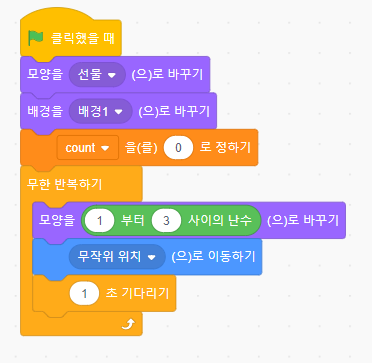 클릭했을 때
모양을 선물 (으)로 바꾸기
배경을 배경1 (으)로 바꾸기
count 을(를) 0 로 정하기
무한 반복하기
모양을 1 부터 3 사이의 난수 (으)로 바꾸기
무작위 위치 (으)로 이동하기
1 초 기다리기